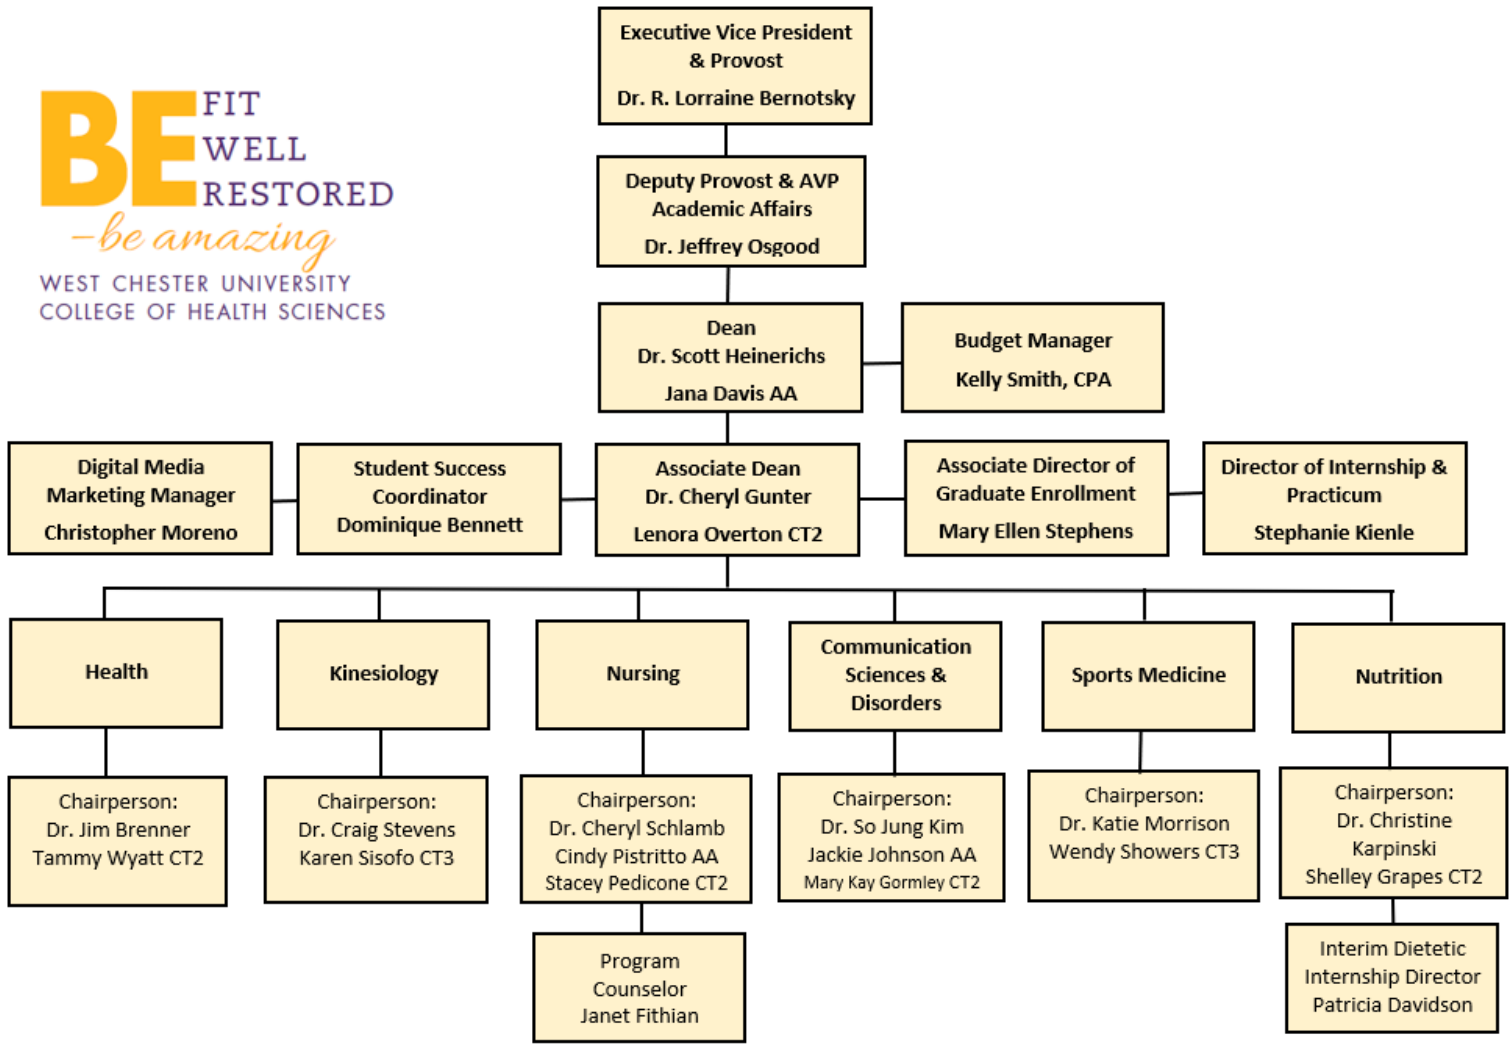 Executive Vice President
& Provost
Dr. R. Lorraine Bernotsky
BE
FIT
WELL
RESTORED
–be amazing
WEST CHESTER UNIVERSITY
COLLEGE OF HEALTH SCIENCES
Deputy Provost & AVP
Academic Affairs
Dr. Jeffrey Osgood
Dean
Dr. Scott Heinerichs
Jana Davis AA
Budget Manager
Kelly Smith, CPA
Digital Media
Marketing Manager
Christopher Moreno
Student Success
Coordinator
Dominique Bennett
Associate Dean
Dr. Cheryl Gunter
Lenora Overton CT2
Associate Director of
Graduate Enrollment
Mary Ellen Stephens
Director of Internship &
Practicum
Stephanie Kienle
Health
Kinesiology
Nursing
Communication
Sciences &
Disorders
Sports Medicine
Nutrition
Chairperson:
Dr. Jim Brenner
Tammy Wyatt CT2
Chairperson:
Dr. Craig Stevens
Karen Sisofo CT3
Chairperson:
Dr. Cheryl Schlamb
Cindy Pistritto AA
Stacey Pedicone CT2
Chairperson:
Dr. So Jung Kim
Jackie Johnson AA
Mary Kay Gormley CT2
Chairperson:
Dr. Katie Morrison
Wendy Showers CT3
Chairperson:
Dr. Christine
Karpinski
Shelley Grapes CT2
Program
Counselor
Janet Fithian
Interim Dietetic
Internship Director
Patricia Davidson